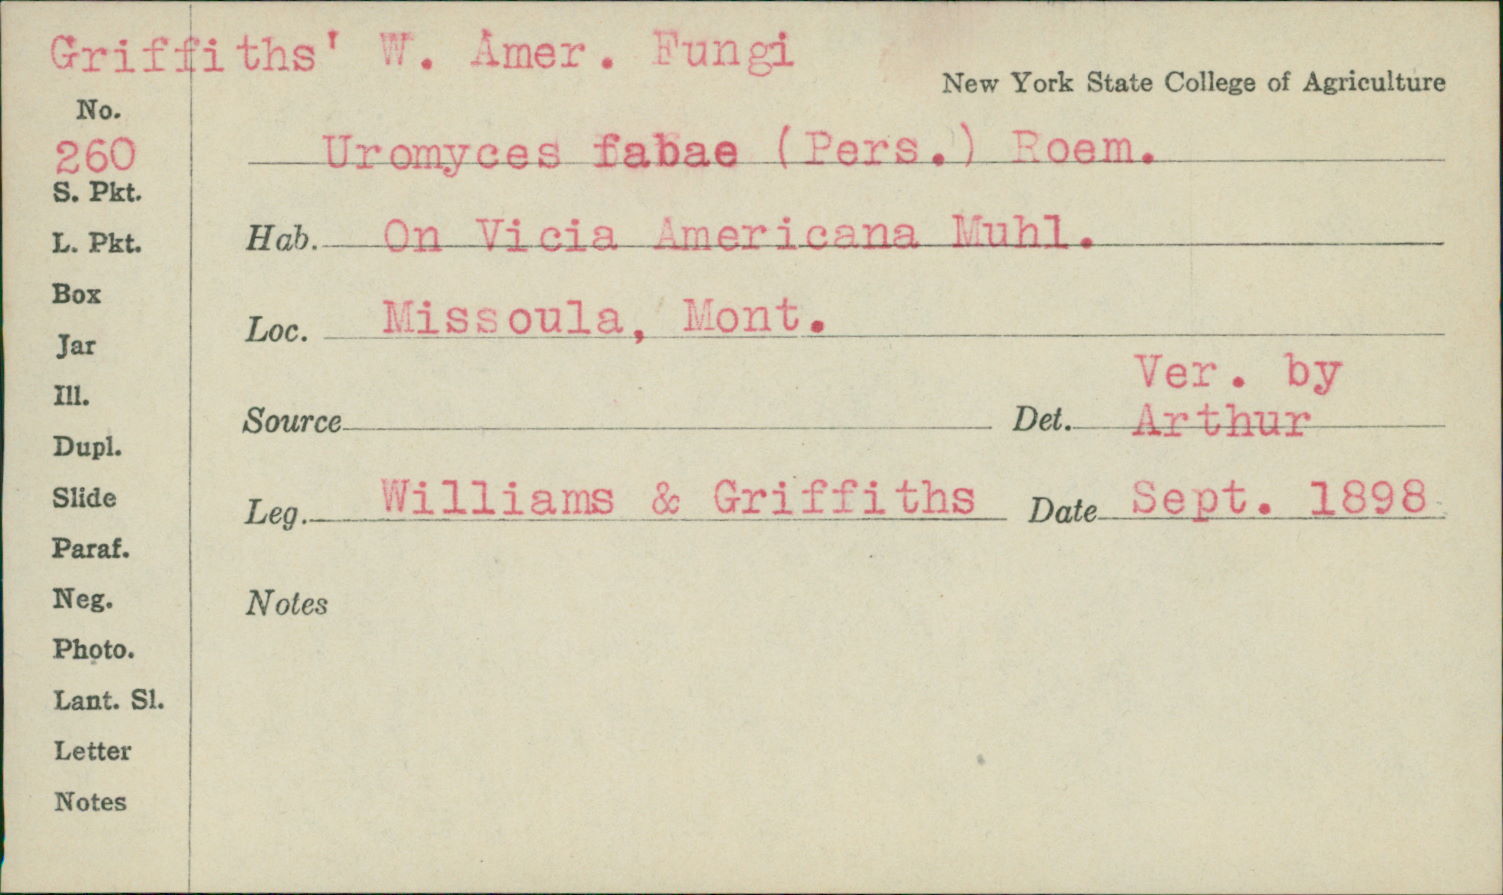 Griffiths' W. Amer. Fungi
New York State College of Agriculture
No.
260
Uromyces fabae (Pers.) Roem.
S. Pkt.
L. Pkt.
Hab. On Vicia Americana Muhl.
Box
Loc. Missoula, Mont.
Jar
Ill.
Source
Det. Ver. by
Arthur
Dupl.
Slide
Leg. Williams & Griffiths Date Sept. 1898
Paraf.
Neg.
Notes
Photo.
Lant. Sl.
Letter
Notes